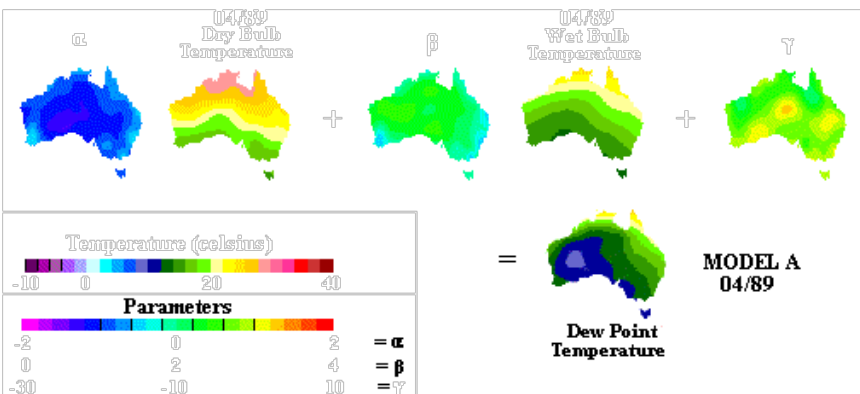 04/89
Dry Bulb
Temperature
04/89
Wet Bulb
Temperature
α
+
β
+
γ
Temperature (celsius)
-10 0 20 40
=
MODEL A
04/89
Dew Point
Temperature
Parameters
-2 0 2 = α
0 2 4 = β
-30 -10 10 = γ